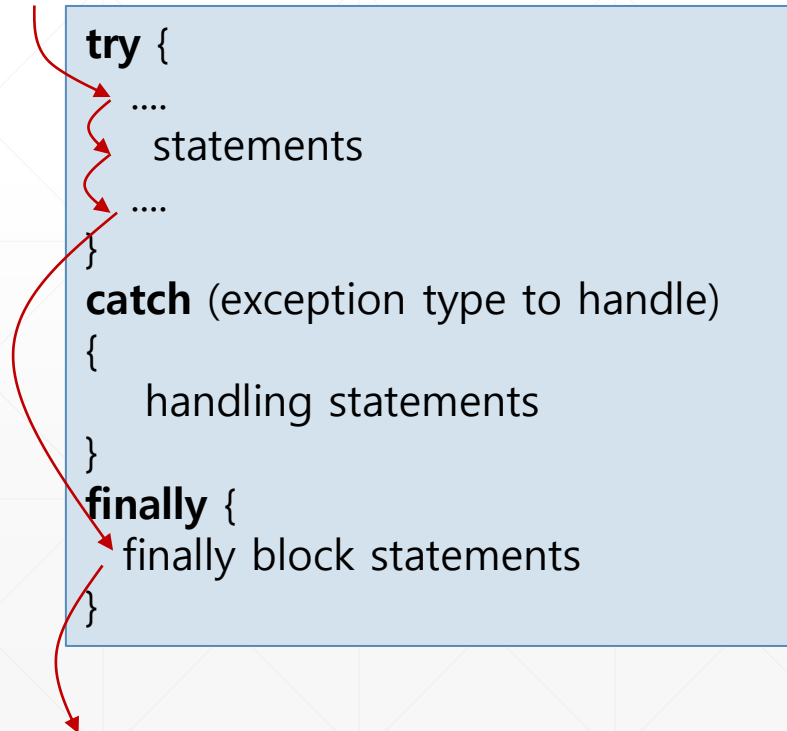 try {
....
statements
....
}
catch (exception type to handle)
{
handling statements
}
finally {
finally block statements
}